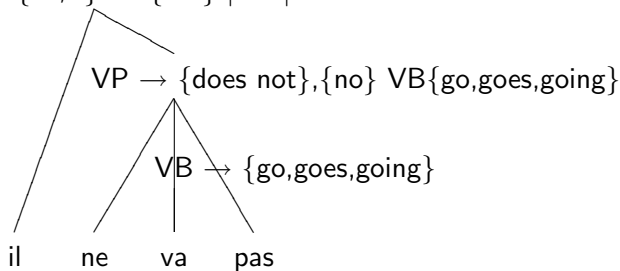 VP → {does not},{no} VB{go,goes,going}
VB → {go,goes,going}
il ne va pas